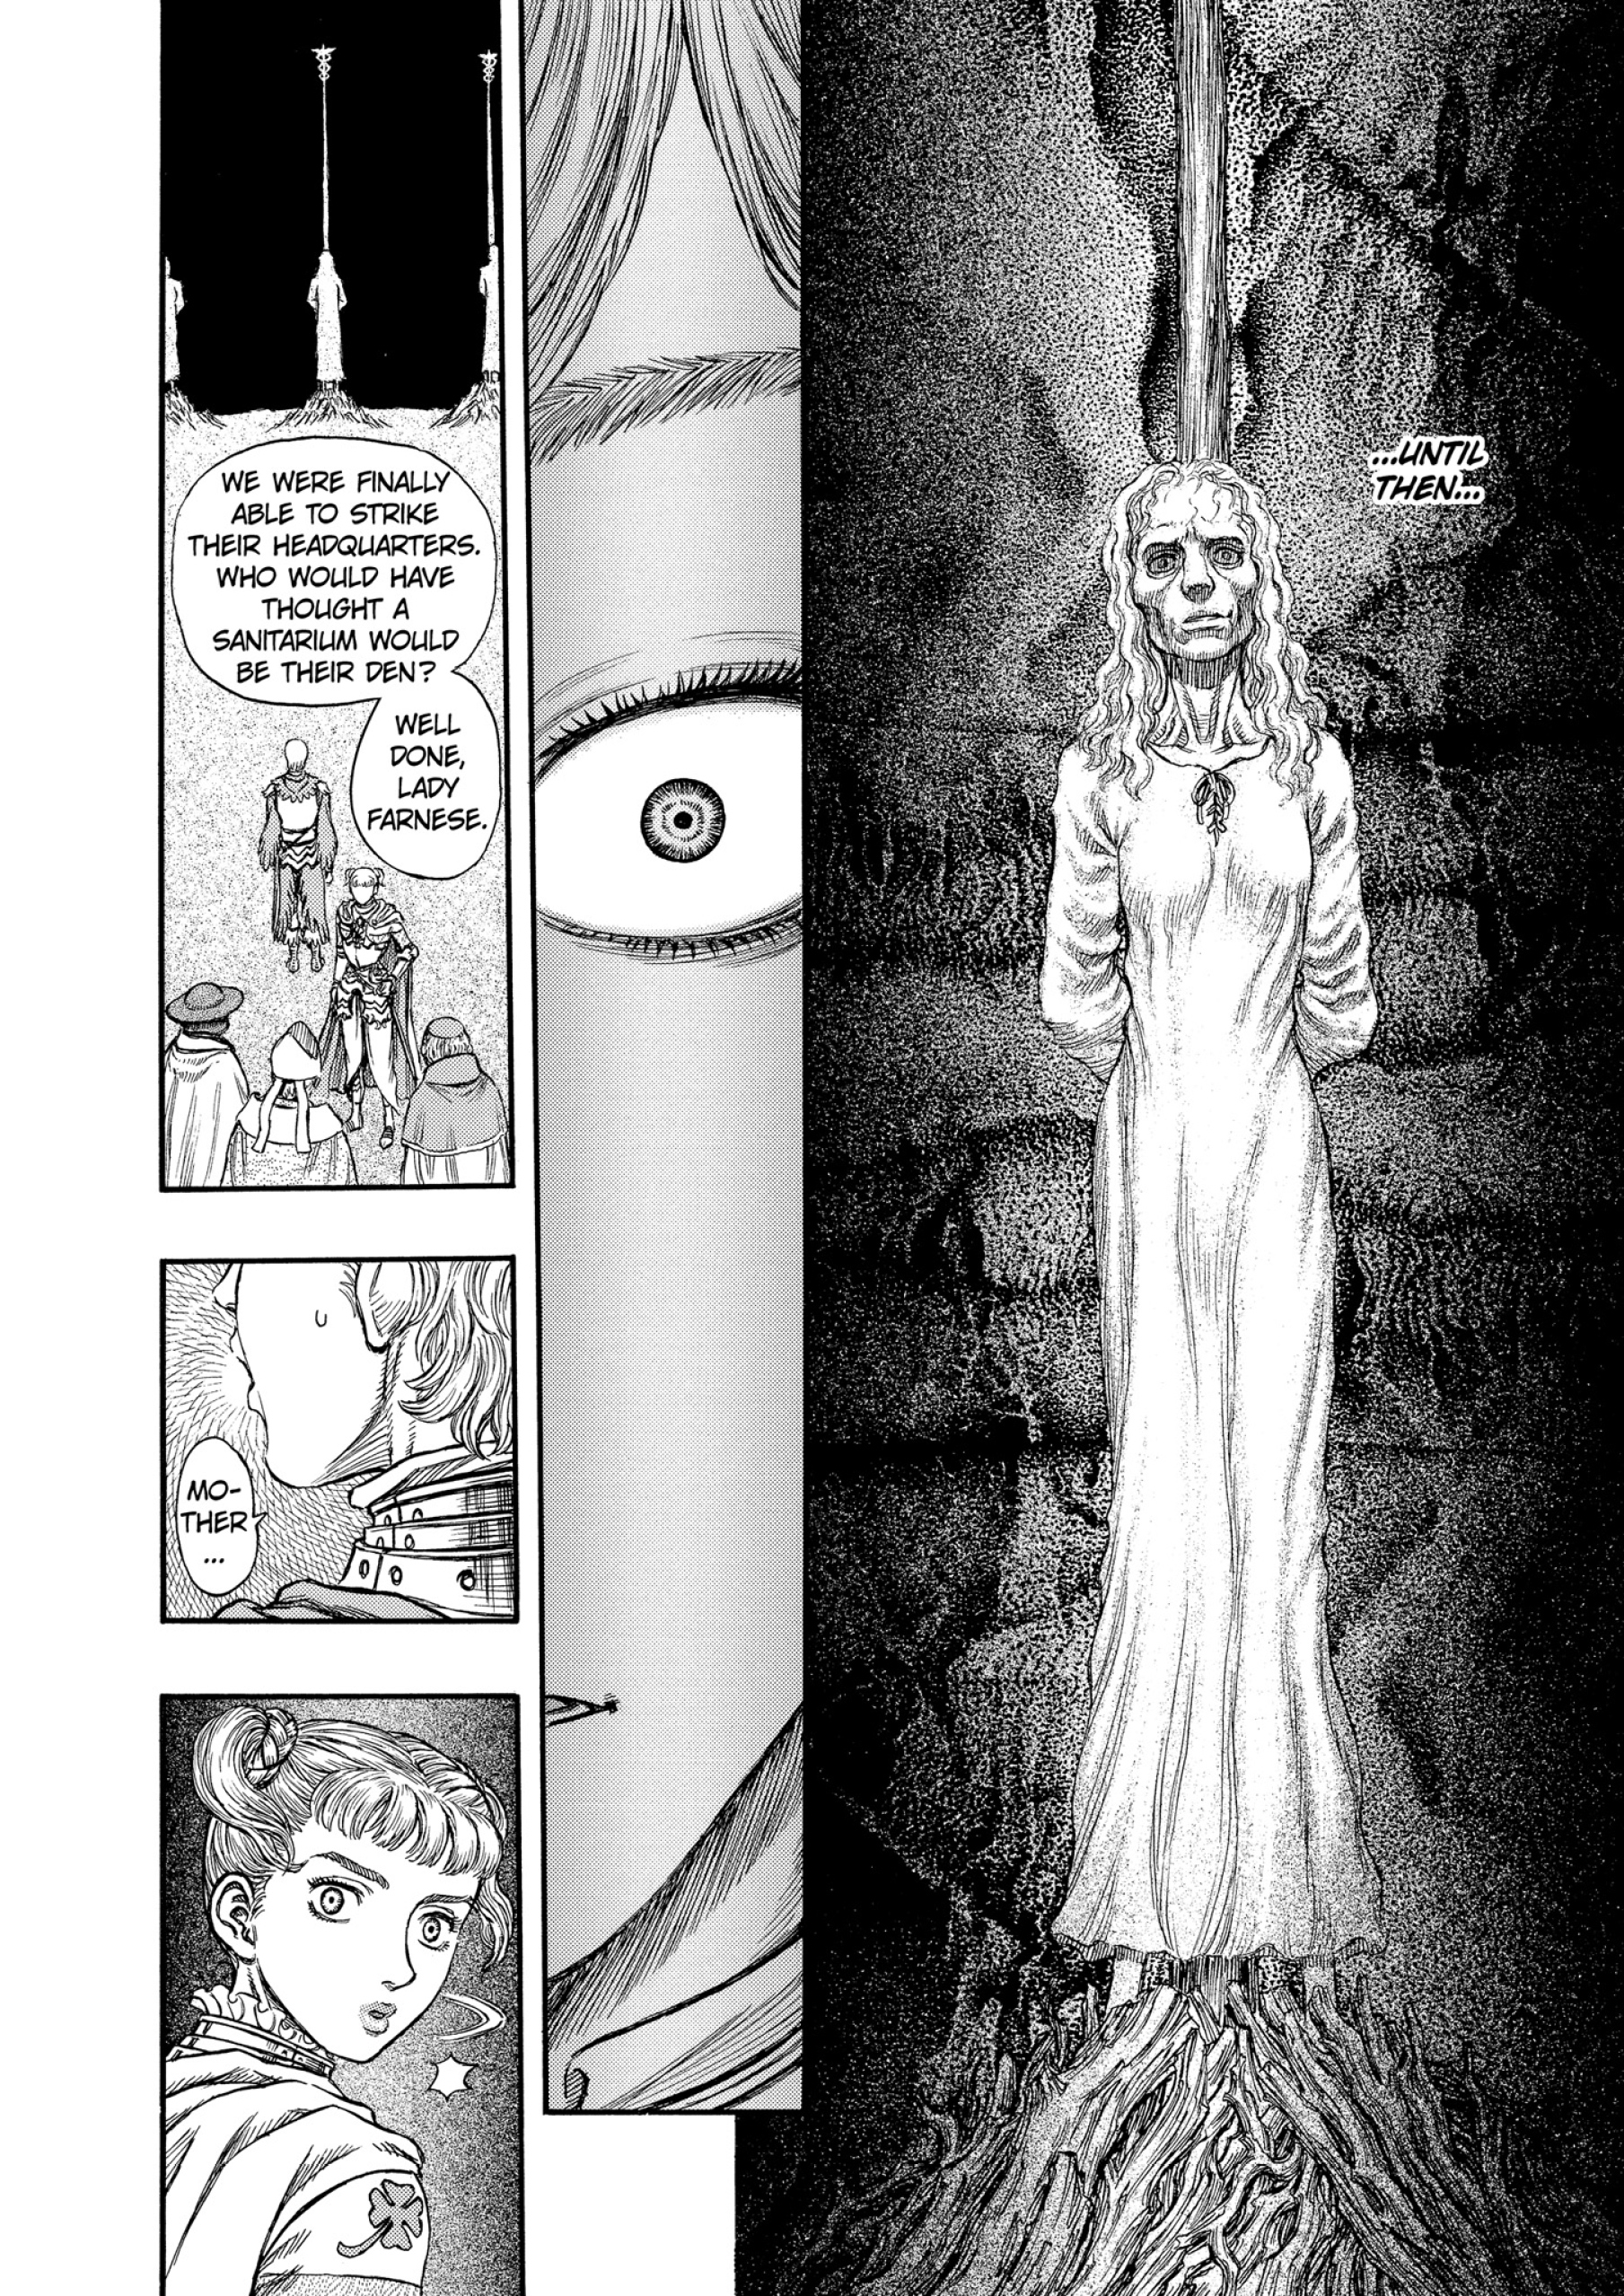 ...UNTIL
THEN...
WE WERE FINALLY
ABLE TO STRIKE
THEIR HEADQUARTERS.
WHO WOULD HAVE
THOUGHT A
SANITARIUM WOULD
BE THEIR DEN?
WELL
DONE,
LADY
FARNESE.
MO-
THER
...